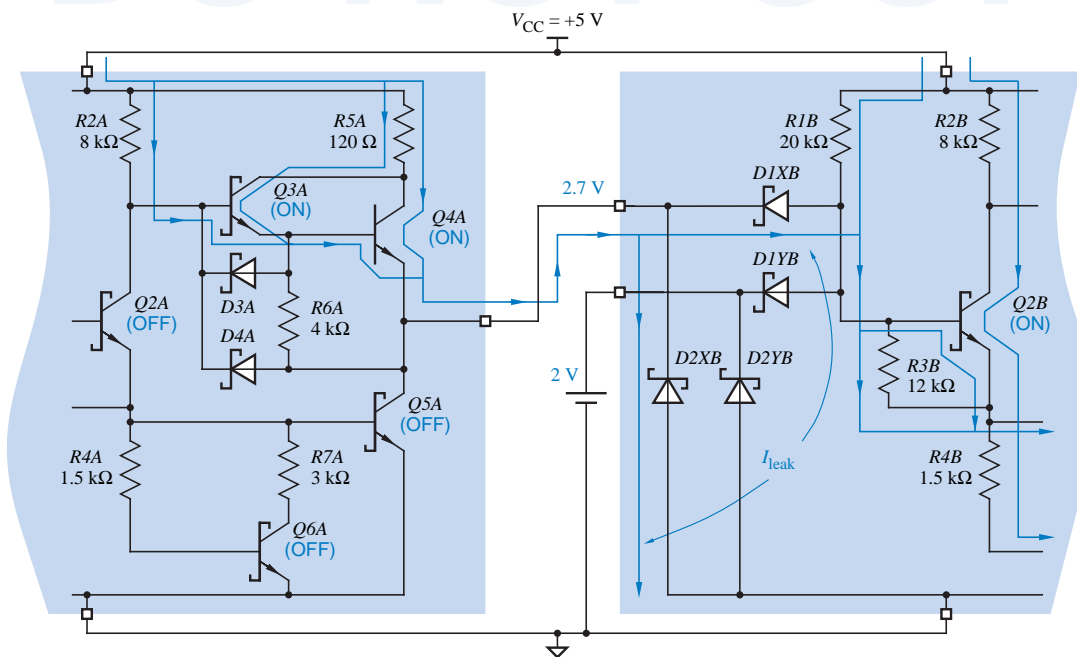 V_CC = +5 V
R2A
8 kΩ
R5A
120 Ω
Q3A
(ON)
Q4A
(ON)
D3A
R6A
4 kΩ
Q2A
(OFF)
D4A
Q5A
(OFF)
R4A
1.5 kΩ
R7A
3 kΩ
Q6A
(OFF)
2.7 V
2 V
R1B
20 kΩ
R2B
8 kΩ
D1XB
D1YB
Q2B
(ON)
D2XB
D2YB
R3B
12 kΩ
I_leak
R4B
1.5 kΩ